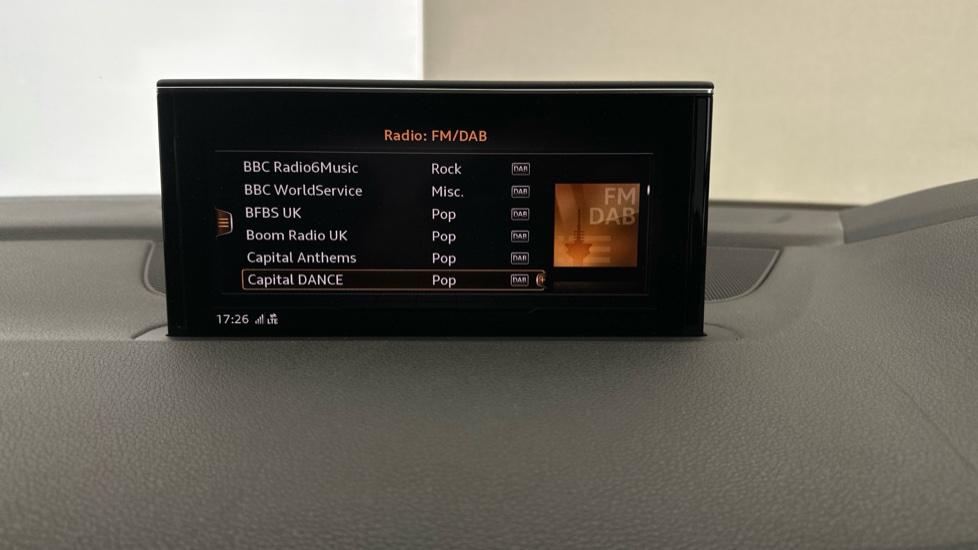 Radio: FM/DAB
BBC Radio6Music Rock DAB
BBC WorldService Misc. DAB
BFBS UK Pop DAB
Boom Radio UK Pop DAB
Capital Anthems Pop DAB
Capital DANCE Pop DAB
FM
DAB
17:26 LTE